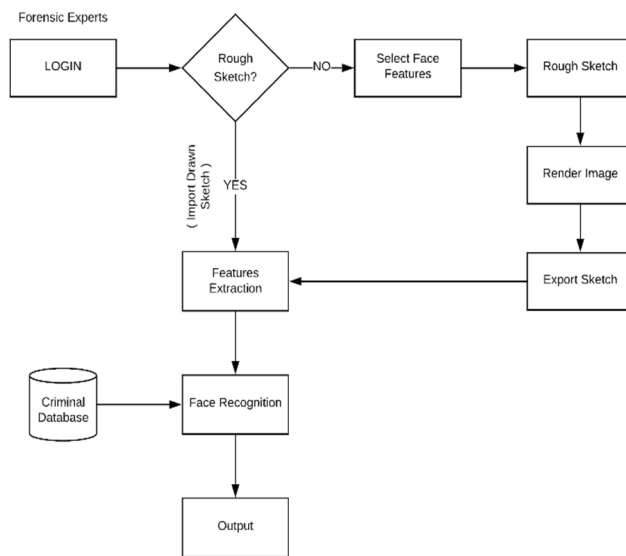 Forensic Experts
LOGIN
Rough
Sketch?
NO
Select Face
Features
Rough Sketch
Render Image
Export Sketch
YES
( Import Drawn
Sketch )
Features
Extraction
Criminal
Database
Face Recognition
Output